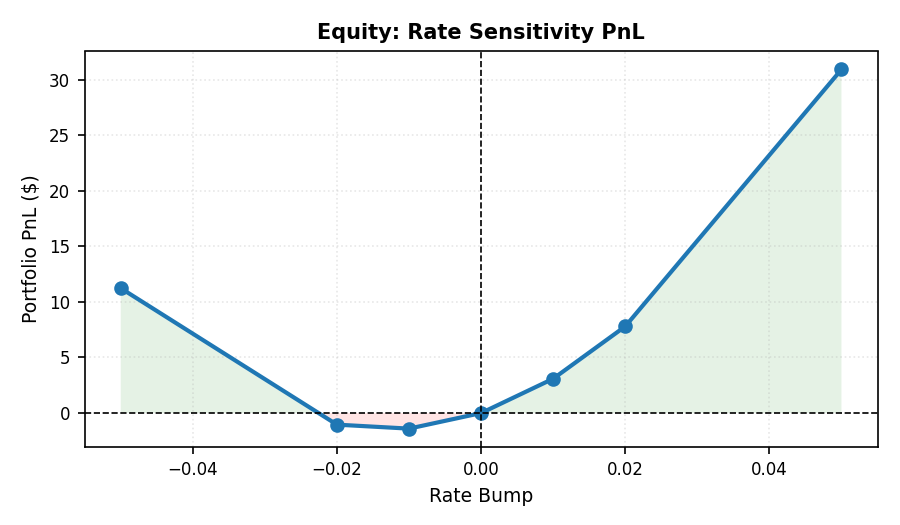 Equity: Rate Sensitivity PnL
Portfolio PnL ($)
30
25
20
15
10
5
0
−0.04 −0.02 0.00 0.02 0.04
Rate Bump